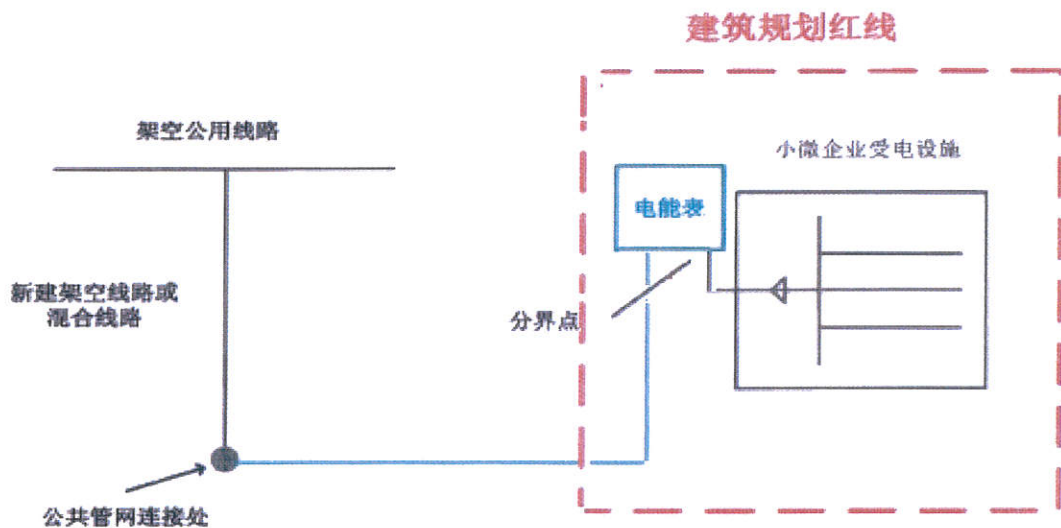 建筑规划红线
架空公用线路
小微企业受电设施
电能表
新建架空线路或
混合线路
分界点
公共管网连接处